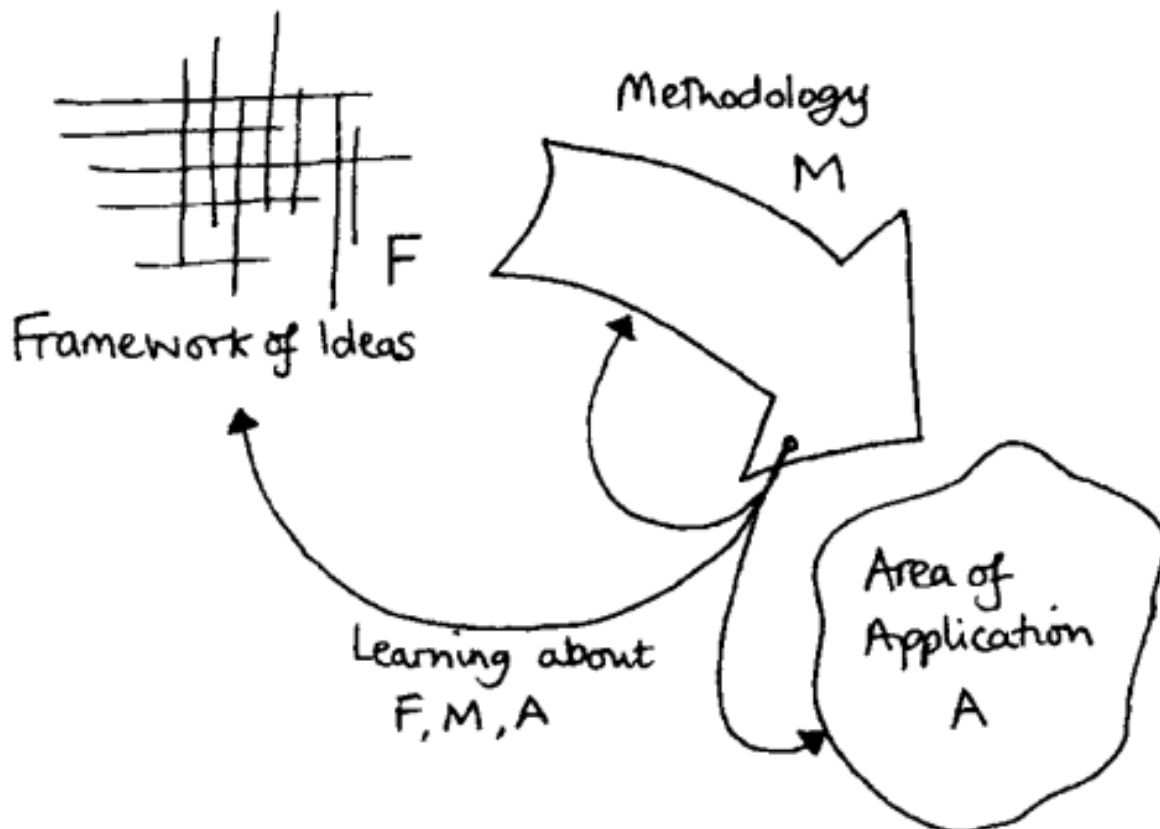 Methodology
M
F
Framework of Ideas
Learning about
F, M, A
Area of
Application
A